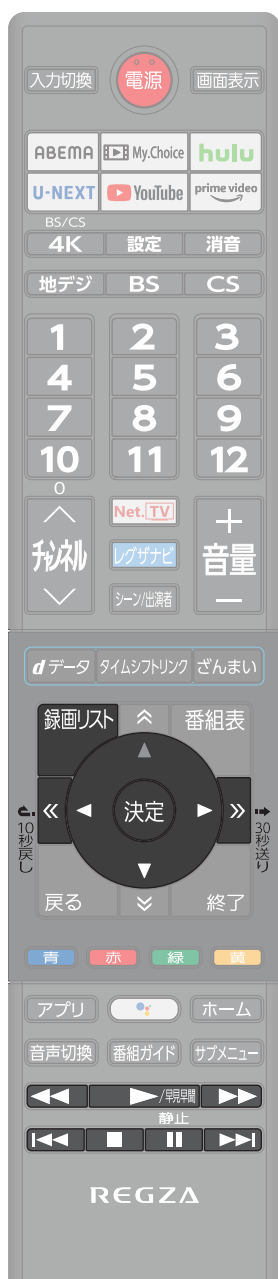 入力切換 電源 画面表示
ABEMA My.Choice hulu
U-NEXT YouTube prime video
BS/CS
4K 設定 消音
地デジ BS CS
1 2 3
4 5 6
7 8 9
10 11 12
0
チャンネル Net.TV + 音量 -
レグザナビ
シーン/出演者
dデータ タイムシフトリンク ざんまい
録画リスト 番組表
10秒戻し 決定 30秒送り
戻る 終了
青 赤 緑 黄
アプリ ホーム
音声切換 番組ガイド サブメニュー
/早見早聞
静止
REGZA